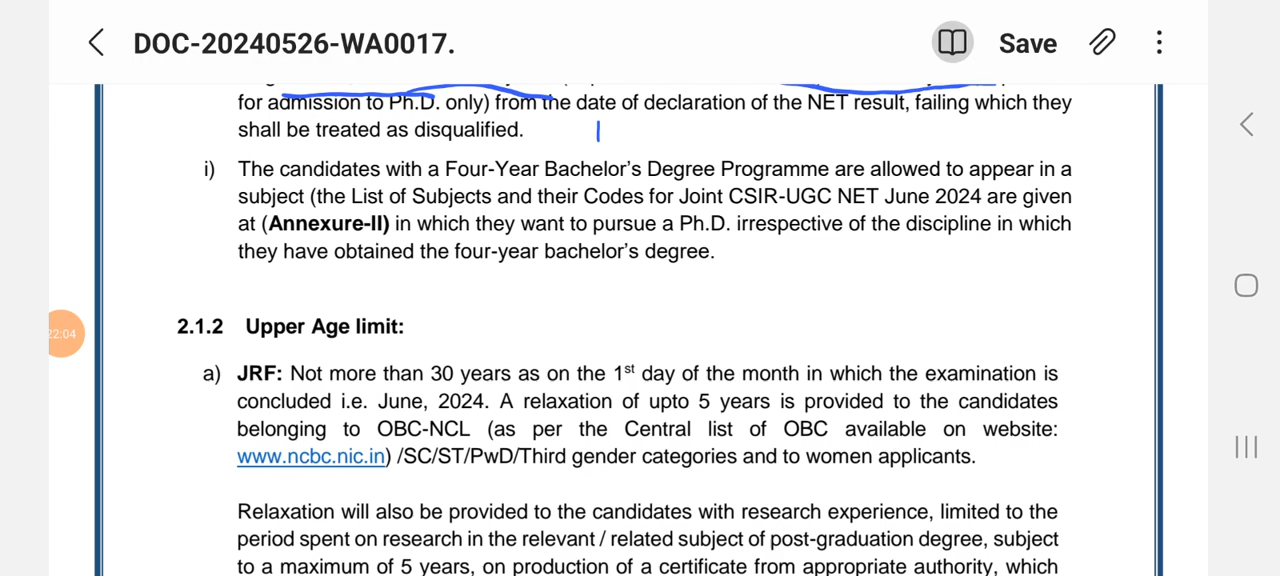 DOC-20240526-WA0017.
Save
for admission to Ph.D. only) from the date of declaration of the NET result, failing which they
shall be treated as disqualified.
i) The candidates with a Four-Year Bachelor’s Degree Programme are allowed to appear in a
subject (the List of Subjects and their Codes for Joint CSIR-UGC NET June 2024 are given
at (Annexure-II) in which they want to pursue a Ph.D. irrespective of the discipline in which
they have obtained the four-year bachelor’s degree.
22:04
2.1.2 Upper Age limit:
a) JRF: Not more than 30 years as on the 1st day of the month in which the examination is
concluded i.e. June, 2024. A relaxation of upto 5 years is provided to the candidates
belonging to OBC-NCL (as per the Central list of OBC available on website:
www.ncbc.nic.in) /SC/ST/PwD/Third gender categories and to women applicants.
Relaxation will also be provided to the candidates with research experience, limited to the
period spent on research in the relevant / related subject of post-graduation degree, subject
to a maximum of 5 years, on production of a certificate from appropriate authority, which